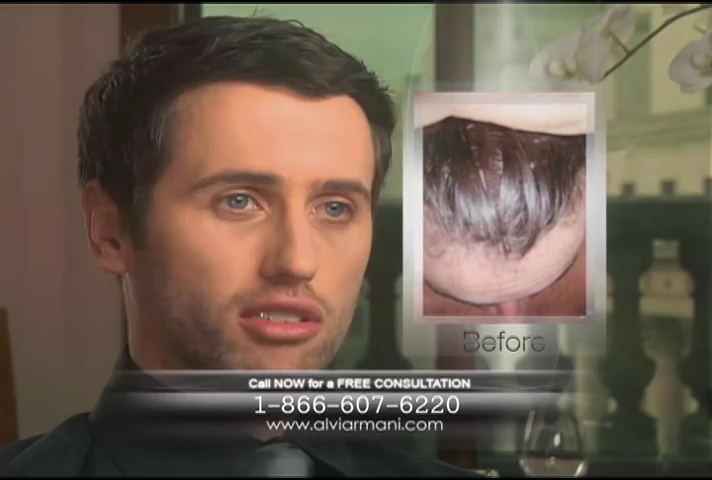 Before
Call NOW for a FREE CONSULTATION
1-866-607-6220
www.alviarmani.com